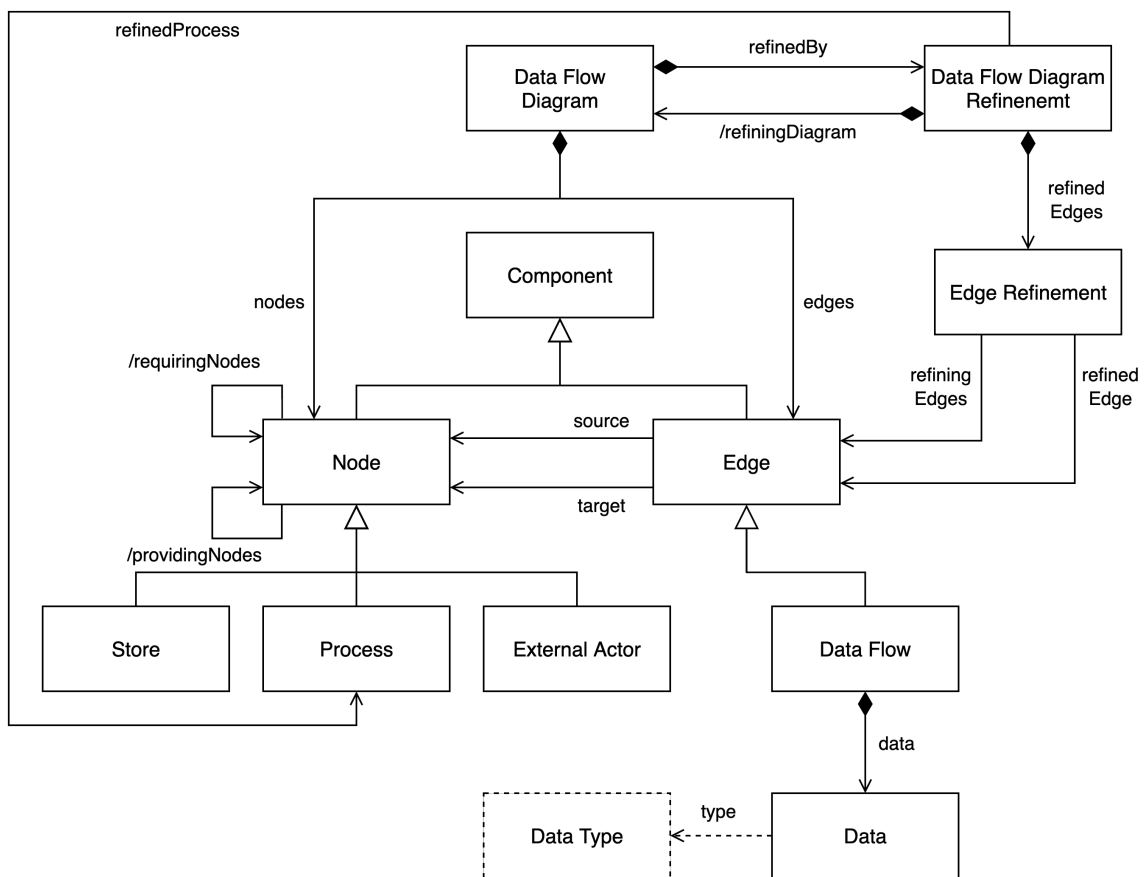 refinedProcess
refinedBy
Data Flow
Diagram
Data Flow Diagram
Refinenemt
/refiningDiagram
refined
Edges
Component
Edge Refinement
nodes
edges
/requiringNodes
refining
Edges
refined
Edge
source
Node
Edge
target
/providingNodes
Store
Process
External Actor
Data Flow
data
type
Data Type
Data